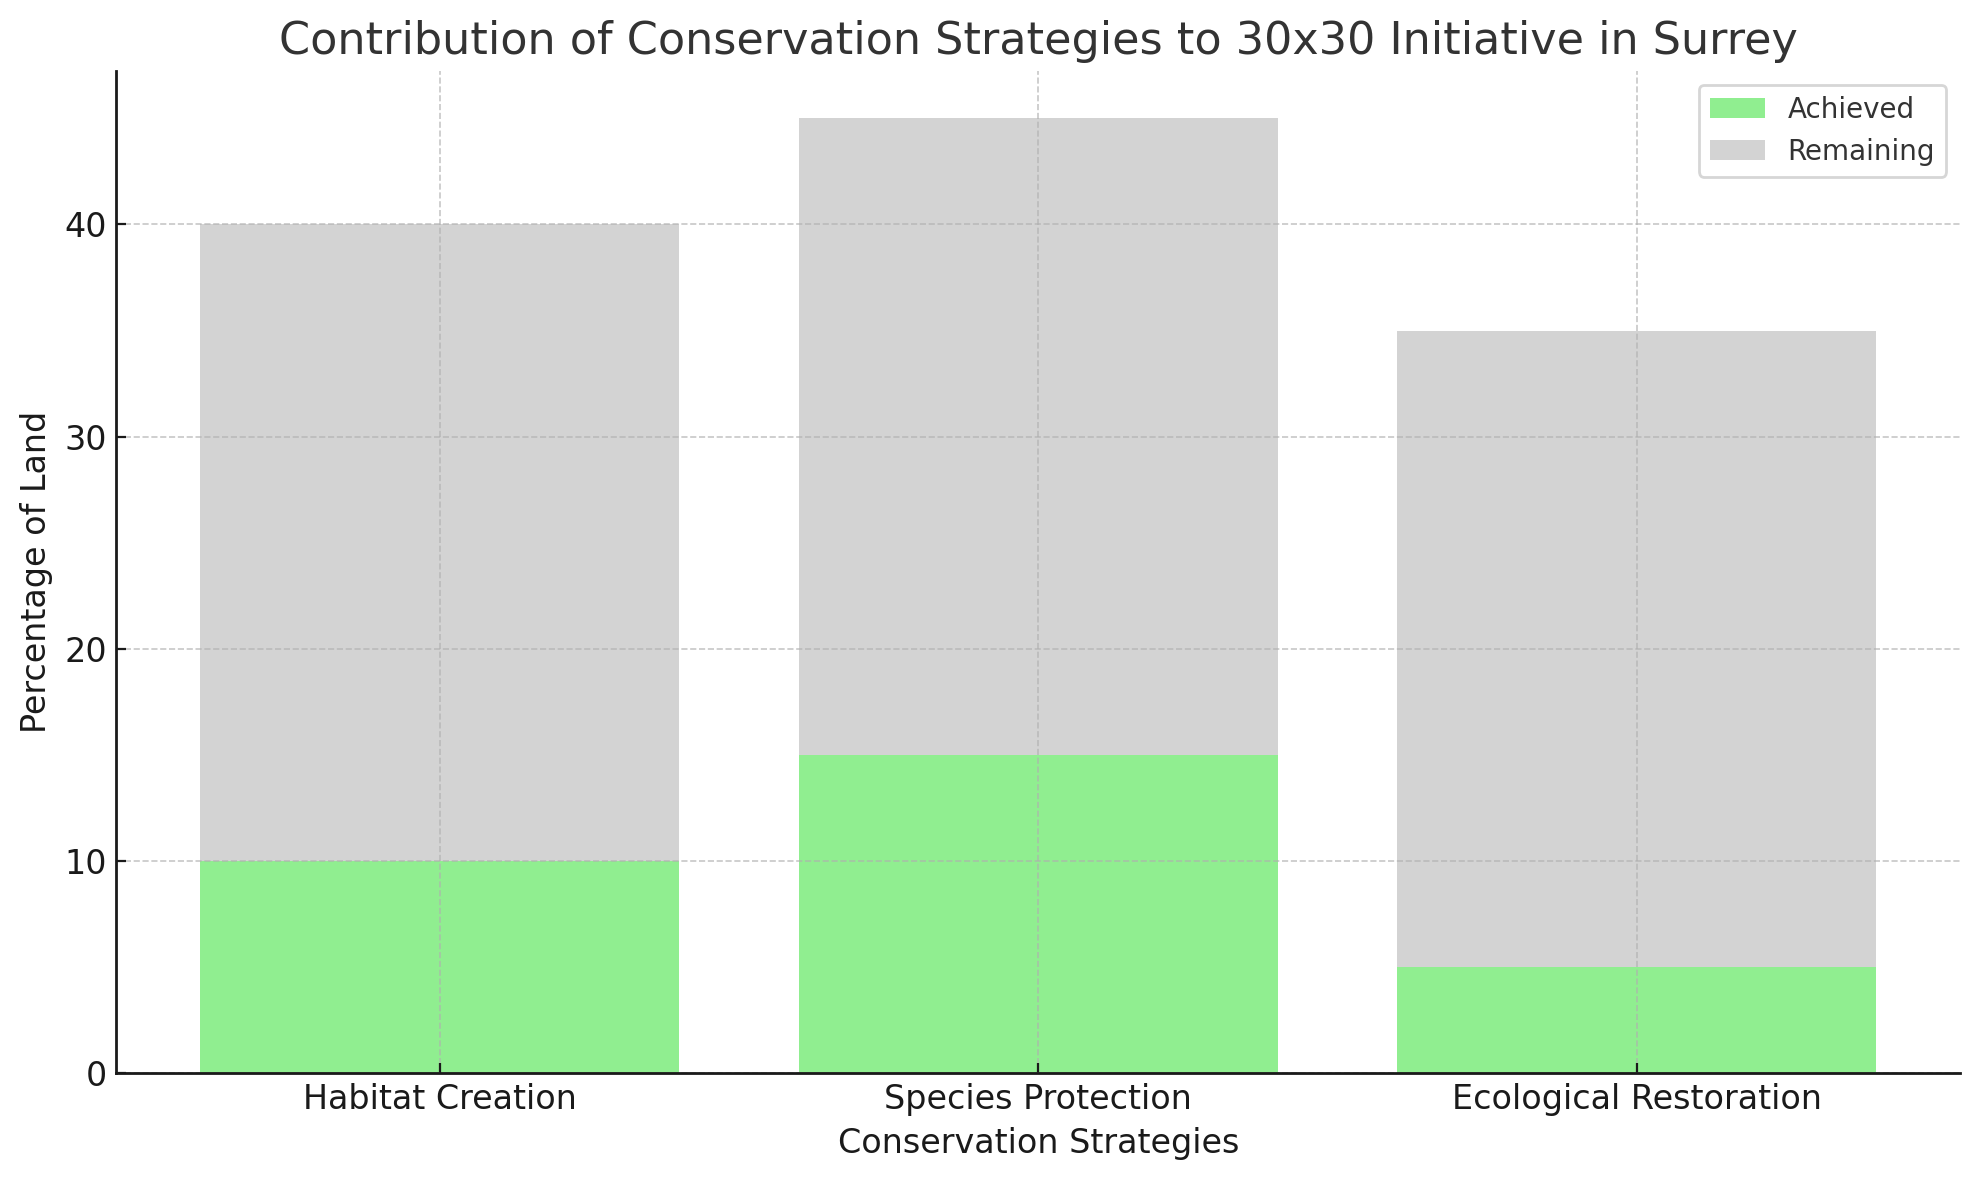 Contribution of Conservation Strategies to 30x30 Initiative in Surrey
Achieved
Remaining
Percentage of Land
40
30
20
10
0
Habitat Creation
Species Protection
Ecological Restoration
Conservation Strategies